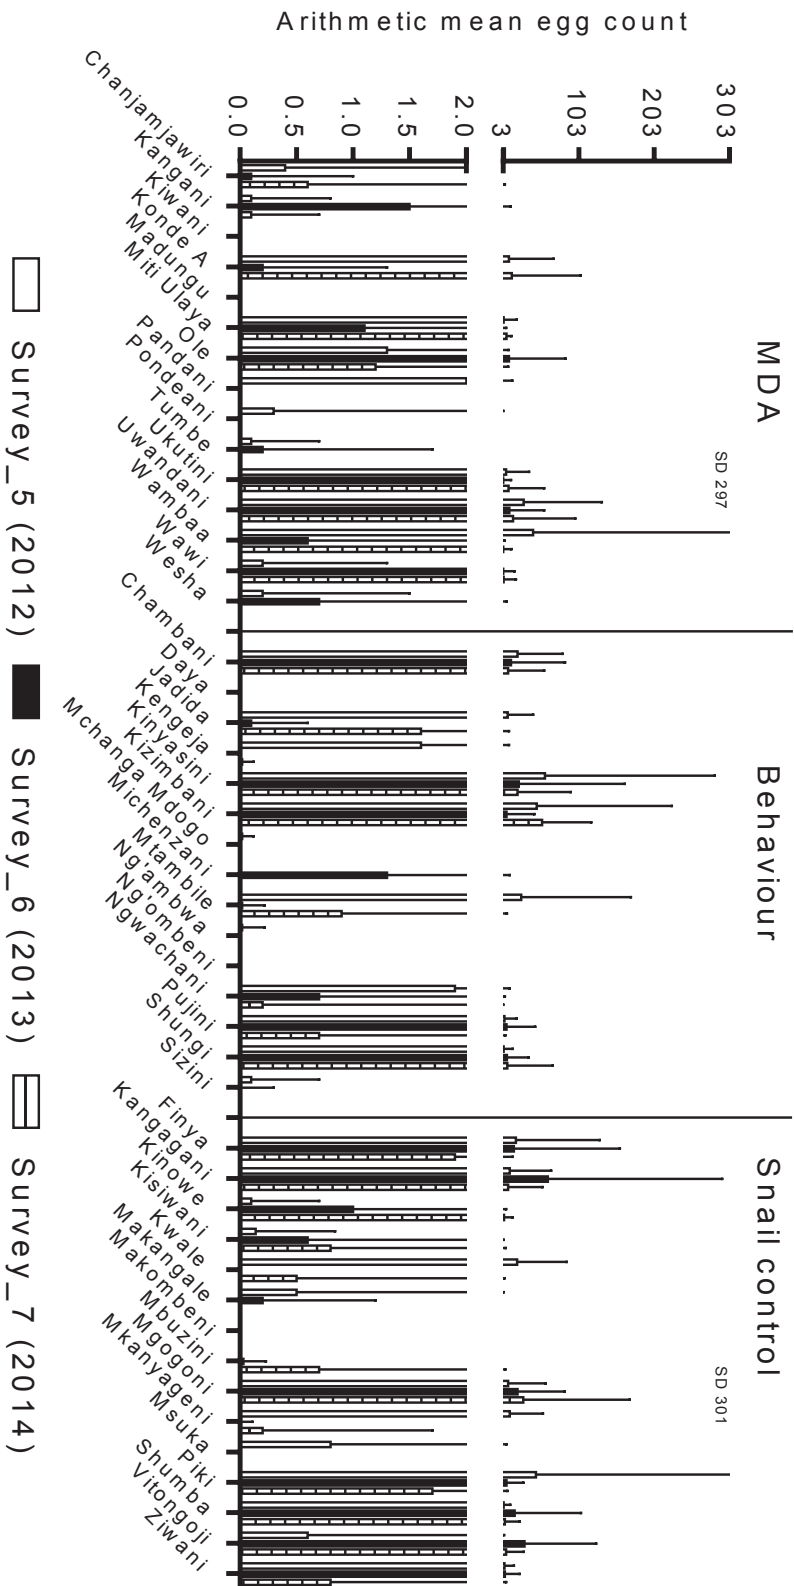 Arithmetic mean egg count
303
203
103
3
2.0
1.5
1.0
0.5
0.0
MDA
Behaviour
Snail control
SD 297
SD 301
Chanjamjawiri
Kangani
Kiwani
Konde A
Madungu
Miti Ulaya
Ole
Pandani
Pondeani
Tumbe
Ukutini
Uwandani
Wambaa
Wawi
Wesha
Chambani
Daya
Jadida
Kengeja
Kinyasini
Kizimbani
Mchanga Mdogo
Michenzani
Mtambile
Ng'ambwa
Ng'ombeni
Ngwachani
Pujini
Shungi
Sizini
Finya
Kangagani
Kinowe
Kisiwani
Kwale
Makangale
Makombeni
Mbuzini
Mgogoni
Mkanyageni
Msuka
Piki
Shumba
Vitongoji
Ziwani
Survey_5 (2012)
Survey_6 (2013)
Survey_7 (2014)